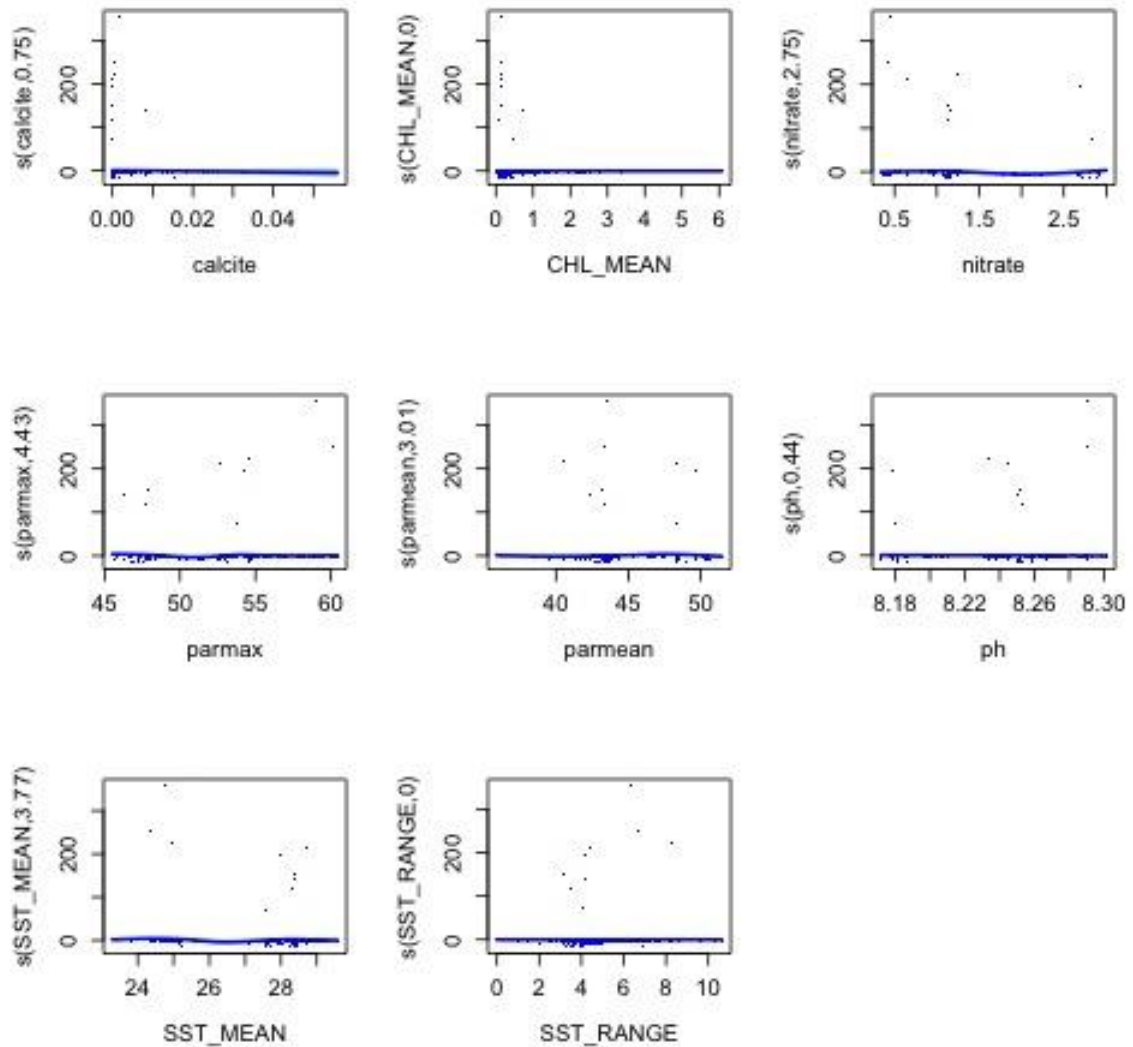 s(calcite,0.75)
200
0
0.00 0.02 0.04
calcite
s(CHL_MEAN,0)
200
0
0 1 2 3 4 5 6
CHL_MEAN
s(nitrate,2.75)
200
0
0.5 1.5 2.5
nitrate
s(parmax,4.43)
200
0
45 50 55 60
parmax
s(parmean,3.01)
200
0
40 45 50
parmean
s(ph,0.44)
200
0
8.18 8.22 8.26 8.30
ph
s(SST_MEAN,3.77)
200
0
24 26 28
SST_MEAN
s(SST_RANGE,0)
200
0
0 2 4 6 8 10
SST_RANGE